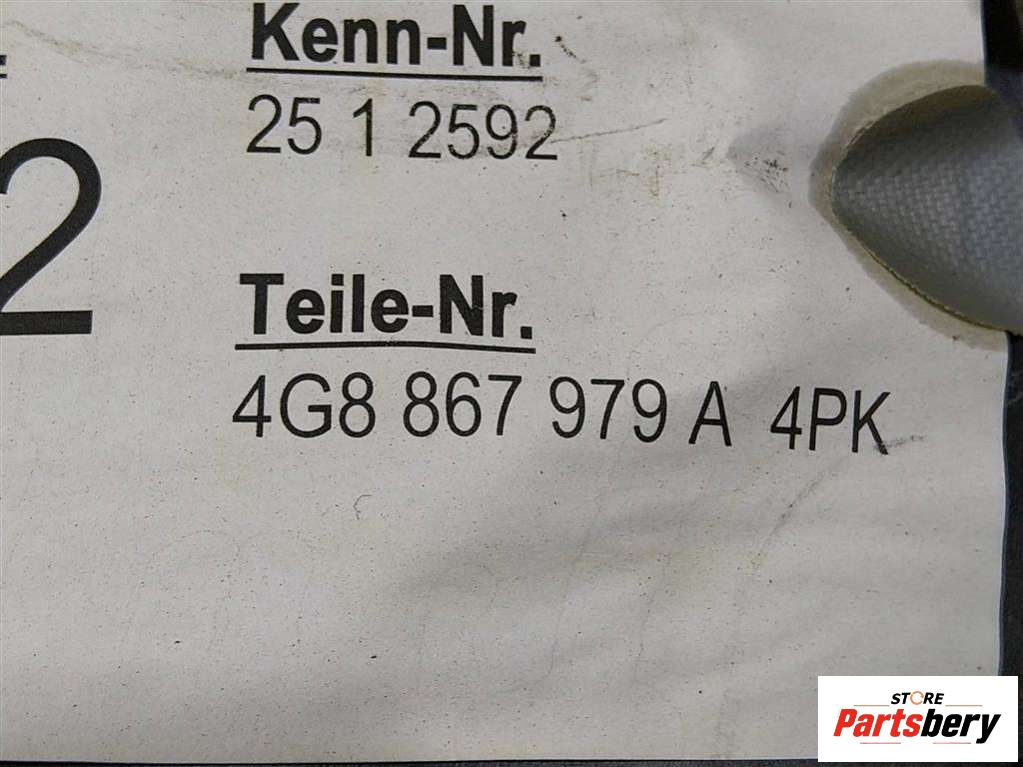 Kenn-Nr.
25 1 2592
2
Teile-Nr.
4G8 867 979 A 4PK
STORE
Partsbery